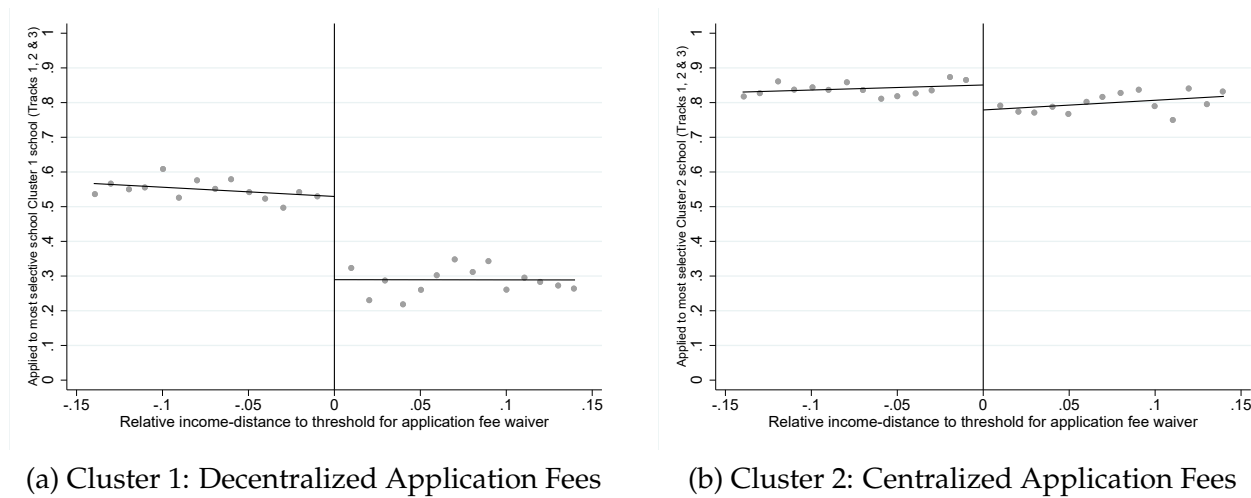 Applied to most selective school Cluster 1 school (Tracks 1, 2 & 3)
1
.9
.8
.7
.6
.5
.4
.3
.2
.1
0
-.15 -.1 -.05 0 .05 .1 .15
Relative income-distance to threshold for application fee waiver
(a) Cluster 1: Decentralized Application Fees
Applied to most selective Cluster 2 school (Tracks 1, 2 & 3)
1
.9
.8
.7
.6
.5
.4
.3
.2
.1
0
-.15 -.1 -.05 0 .05 .1 .15
Relative income-distance to threshold for application fee waiver
(b) Cluster 2: Centralized Application Fees